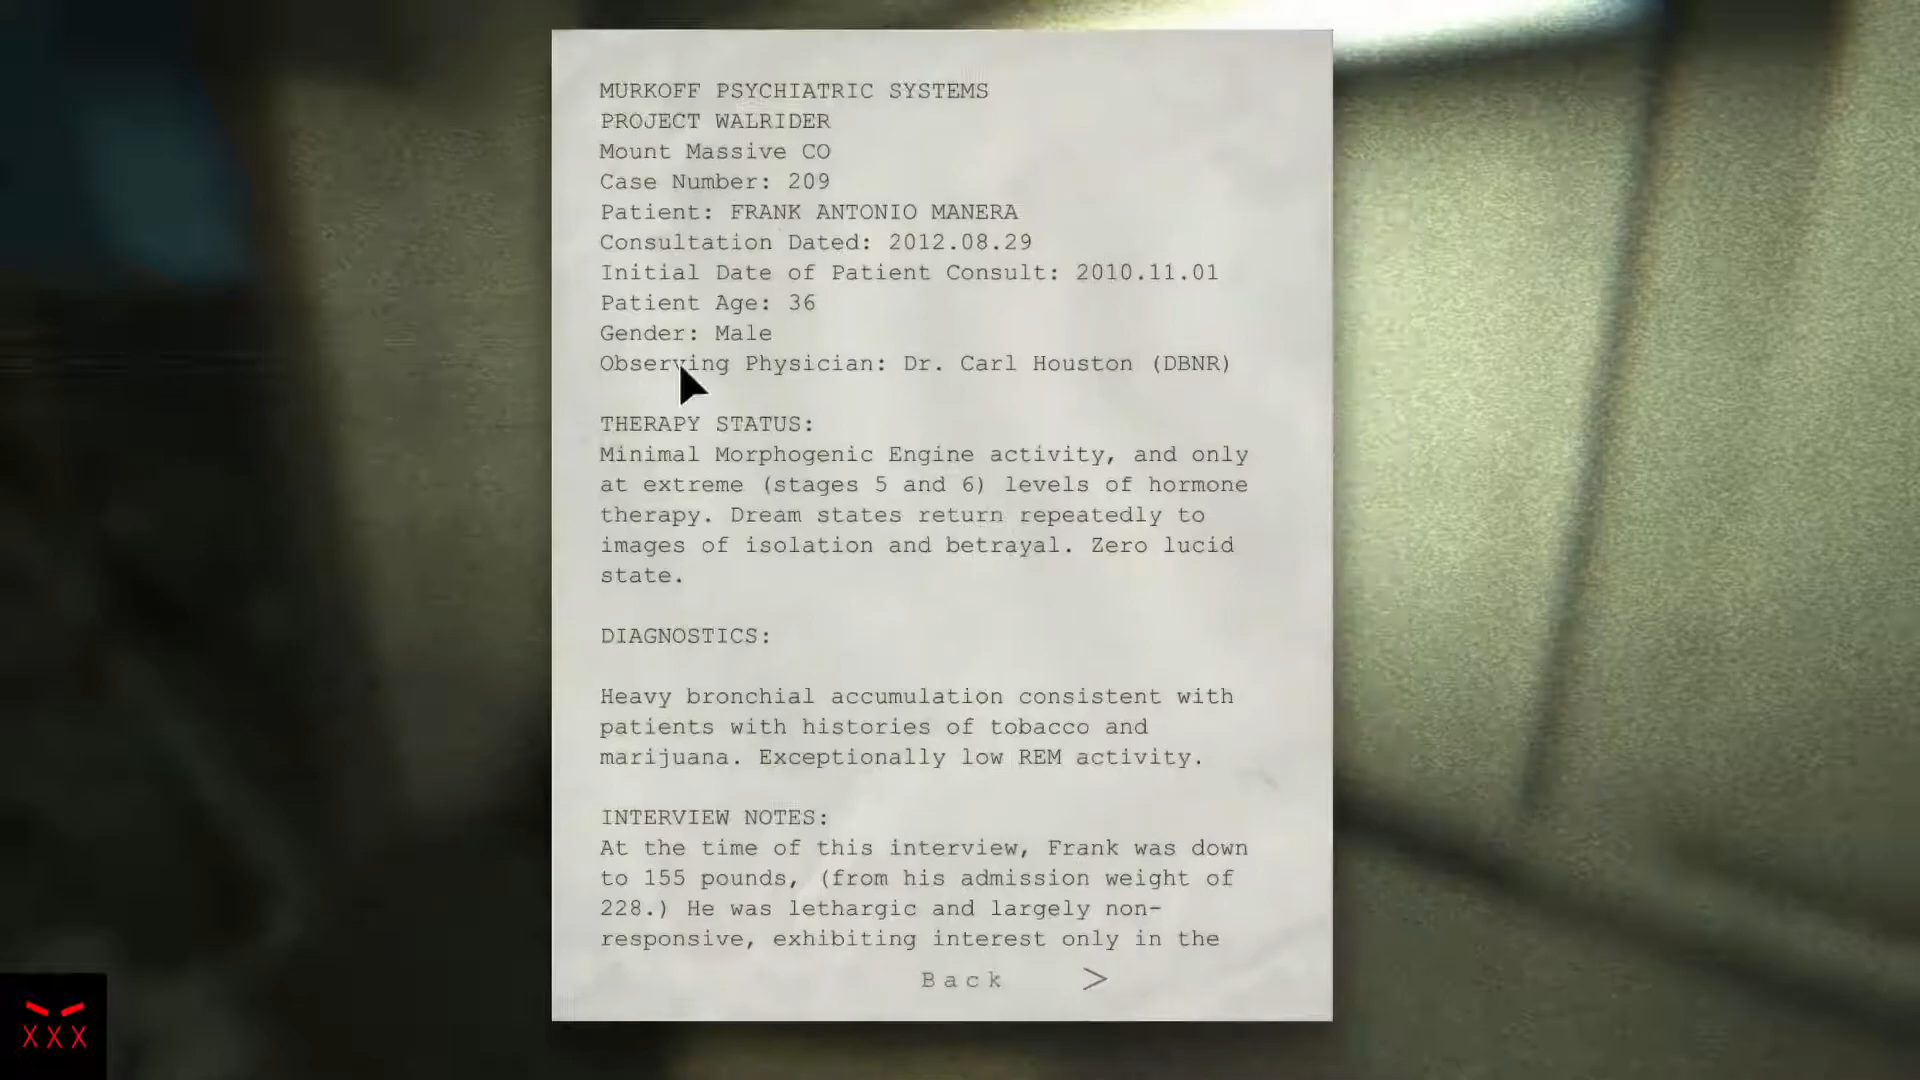 MURKOFF PSYCHIATRIC SYSTEMS
PROJECT WALRIDER
Mount Massive CO
Case Number: 209
Patient: FRANK ANTONIO MANERA
Consultation Dated: 2012.08.29
Initial Date of Patient Consult: 2010.11.01
Patient Age: 36
Gender: Male
Observing Physician: Dr. Carl Houston (DBNR)
THERAPY STATUS:
Minimal Morphogenic Engine activity, and only
at extreme (stages 5 and 6) levels of hormone
therapy. Dream states return repeatedly to
images of isolation and betrayal. Zero lucid
state.
DIAGNOSTICS:
Heavy bronchial accumulation consistent with
patients with histories of tobacco and
marijuana. Exceptionally low REM activity.
INTERVIEW NOTES:
At the time of this interview, Frank was down
to 155 pounds, (from his admission weight of
228.) He was lethargic and largely non-
responsive, exhibiting interest only in the
Back >
XXX